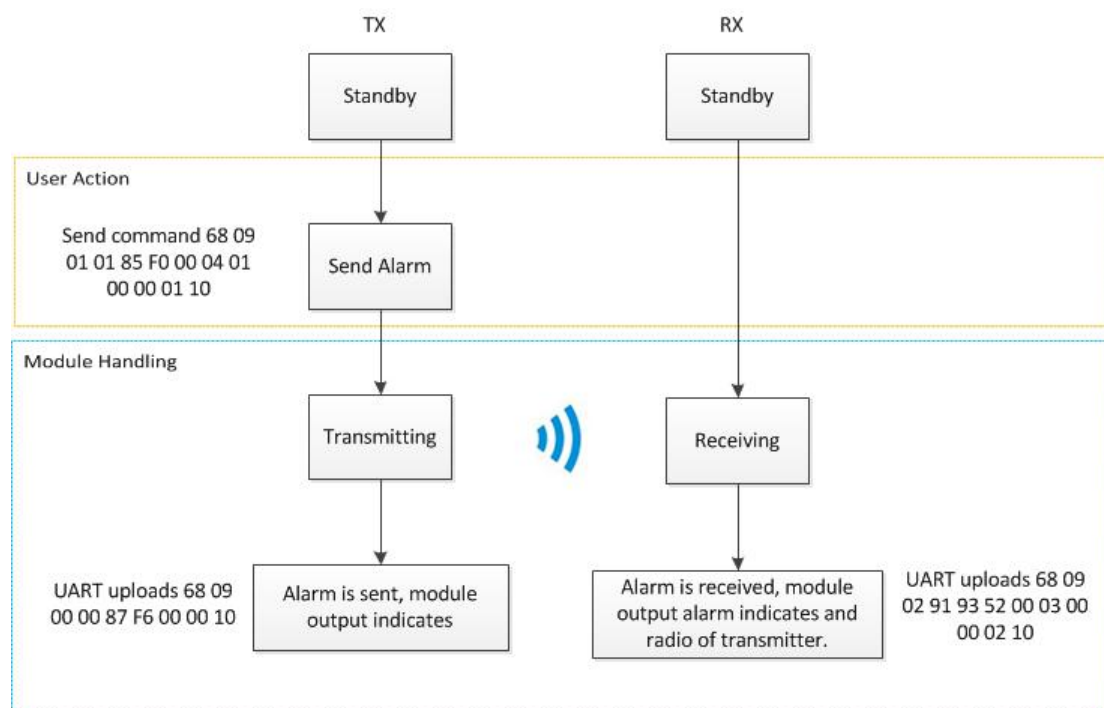 TX
RX
Standby
Standby
User Action
Send command 68 09
01 01 85 F0 00 04 01
00 00 01 10
Send Alarm
Module Handling
Transmitting
Receiving
UART uploads 68 09
00 00 87 F6 00 00 10
Alarm is sent, module
output indicates
Alarm is received, module
output alarm indicates and
radio of transmitter.
UART uploads 68 09
02 91 93 52 00 03 00
00 02 10